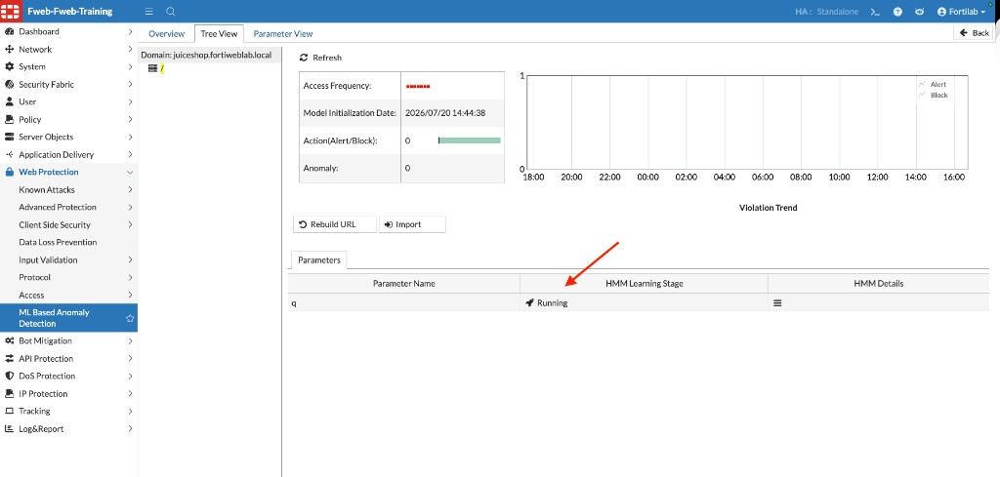 Fweb-Fweb-Training
HA: Standalone
Fortilab
Dashboard
Network
System
Security Fabric
User
Policy
Server Objects
Application Delivery
Web Protection
Known Attacks
Advanced Protection
Client Side Security
Data Loss Prevention
Input Validation
Protocol
Access
ML Based Anomaly
Detection
Bot Mitigation
API Protection
DoS Protection
IP Protection
Tracking
Log&Report
Overview Tree View Parameter View
Back
Domain: juiceshop.fortiweblab.local
/
Refresh
Access Frequency:
Model Initialization Date: 2026/07/20 14:44:38
Action(Alert/Block): 0
Anomaly: 0
1
Alert
Block
0
18:00 20:00 22:00 00:00 02:00 04:00 06:00 08:00 10:00 12:00 14:00 16:00
Violation Trend
Rebuild URL Import
Parameters
Parameter Name HMM Learning Stage HMM Details
q Running